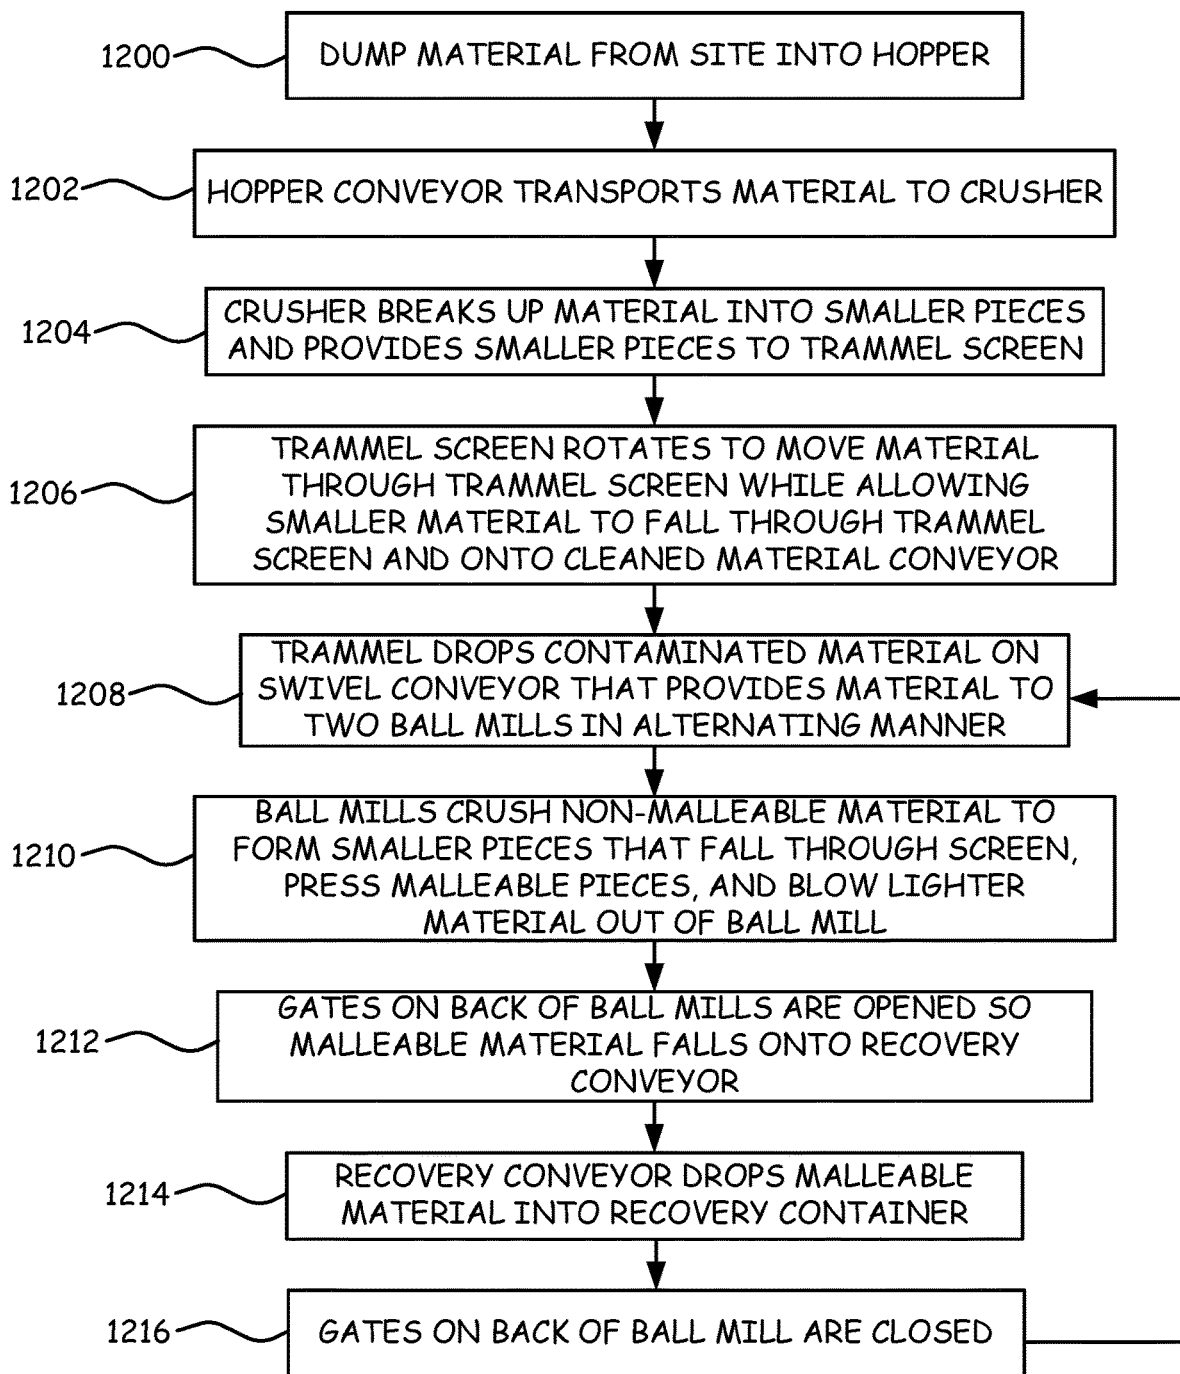 1200
DUMP MATERIAL FROM SITE INTO HOPPER
1202
HOPPER CONVEYOR TRANSPORTS MATERIAL TO CRUSHER
1204
CRUSHER BREAKS UP MATERIAL INTO SMALLER PIECES
AND PROVIDES SMALLER PIECES TO TRAMMEL SCREEN
1206
TRAMMEL SCREEN ROTATES TO MOVE MATERIAL
THROUGH TRAMMEL SCREEN WHILE ALLOWING
SMALLER MATERIAL TO FALL THROUGH TRAMMEL
SCREEN AND ONTO CLEANED MATERIAL CONVEYOR
1208
TRAMMEL DROPS CONTAMINATED MATERIAL ON
SWIVEL CONVEYOR THAT PROVIDES MATERIAL TO
TWO BALL MILLS IN ALTERNATING MANNER
1210
BALL MILLS CRUSH NON-MALLEABLE MATERIAL TO
FORM SMALLER PIECES THAT FALL THROUGH SCREEN,
PRESS MALLEABLE PIECES, AND BLOW LIGHTER
MATERIAL OUT OF BALL MILL
1212
GATES ON BACK OF BALL MILLS ARE OPENED SO
MALLEABLE MATERIAL FALLS ONTO RECOVERY
CONVEYOR
1214
RECOVERY CONVEYOR DROPS MALLEABLE
MATERIAL INTO RECOVERY CONTAINER
1216
GATES ON BACK OF BALL MILL ARE CLOSED